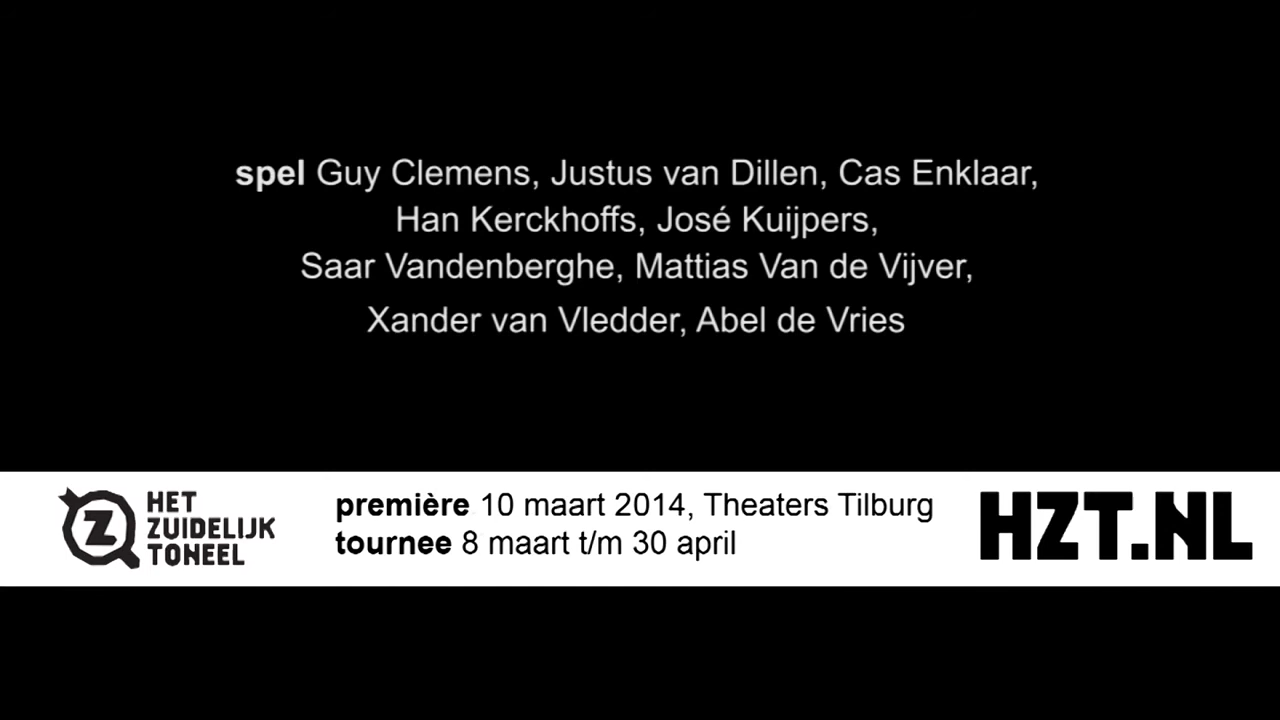 spel Guy Clemens, Justus van Dillen, Cas Enklaar,
Han Kerckhoffs, José Kuijpers,
Saar Vandenberghe, Mattias Van de Vijver,
Xander van Vledder, Abel de Vries
HET
ZUIDELIJK
TONEEL
première 10 maart 2014, Theaters Tilburg
tournee 8 maart t/m 30 april
HZT.NL